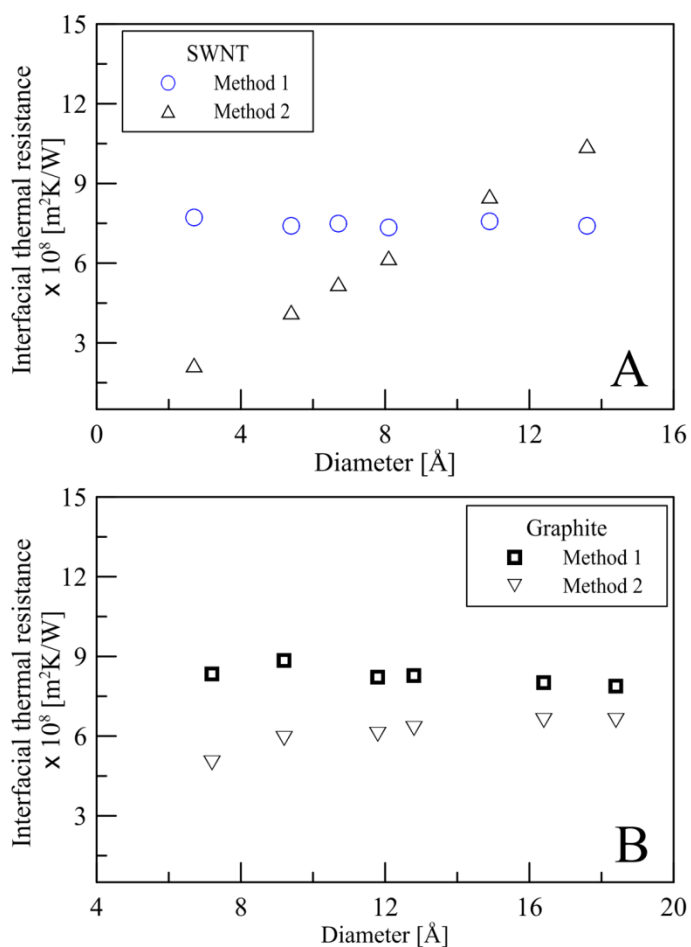 15
12
9
6
3
Interfacial thermal resistance
x 10⁸ [m²K/W]
SWNT
Method 1
Method 2
A
0 4 8 12 16
Diameter [Å]
15
12
9
6
3
Interfacial thermal resistance
x 10⁸ [m²K/W]
Graphite
Method 1
Method 2
B
4 8 12 16 20
Diameter [Å]